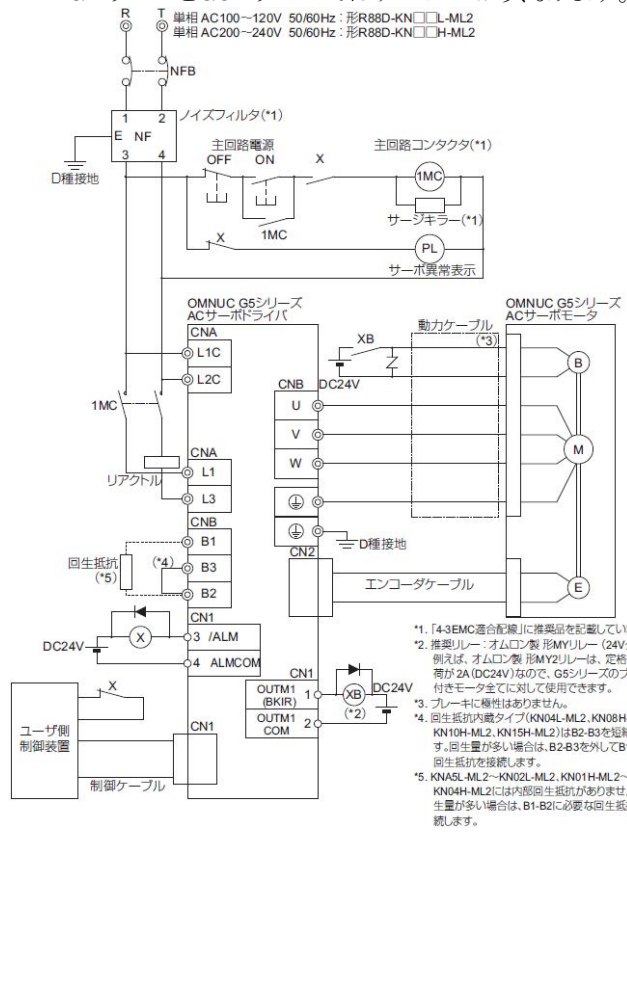 R T
単相 AC100～120V 50/60Hz：形R88D-KN□□L-ML2
単相 AC200～240V 50/60Hz：形R88D-KN□□H-ML2
NFB
1 2
ノイズフィルタ(*1)
E NF
3 4
D種接地
主回路電源
OFF ON X
主回路コンタクタ(*1)
1MC
サージキラー(*1)
1MC
X
PL
サーボ異常表示
OMNUC G5シリーズ
ACサーボドライバ
OMNUC G5シリーズ
ACサーボモータ
CNA
L1C
L2C
XB
動力ケーブル
(*3)
B
CNB DC24V
U
V
W
M
1MC
CNA
L1
L3
リアクトル
CNB
B1
B3
B2
回生抵抗
(*5)
(*4)
D種接地
CN2
エンコーダケーブル
E
CN1
3 /ALM
4 ALMCOM
X
DC24V
CN1
OUTM1
(BKIR)
1
XB
(*2)
DC24V
OUTM1
COM
2
X
ユーザ側
制御装置
CN1
制御ケーブル
*1.「4-3EMC適合配線」に推奨品を記載してい
*2. 推奨リレー：オムロン製 形MYリレー（24V
例えば、オムロン製 形MY2リレーは、定格
荷が 2A（DC24V）なので、G5シリーズのブ
付きモータ全てに対して使用できます。
*3. ブレーキに極性はありません。
*4. 回生抵抗内蔵タイプ（KN04L-ML2、KN08H-
KN10H-ML2、KN15H-ML2）はB2-B3を短絡
す。回生量が多い場合は、B2-B3を外してB
回生抵抗を接続します。
*5. KNA5L-ML2～KN02L-ML2、KN01H-ML2～
KN04H-ML2には内部回生抵抗がありませ
生量が多い場合は、B1-B2に必要な回生抵
続します。